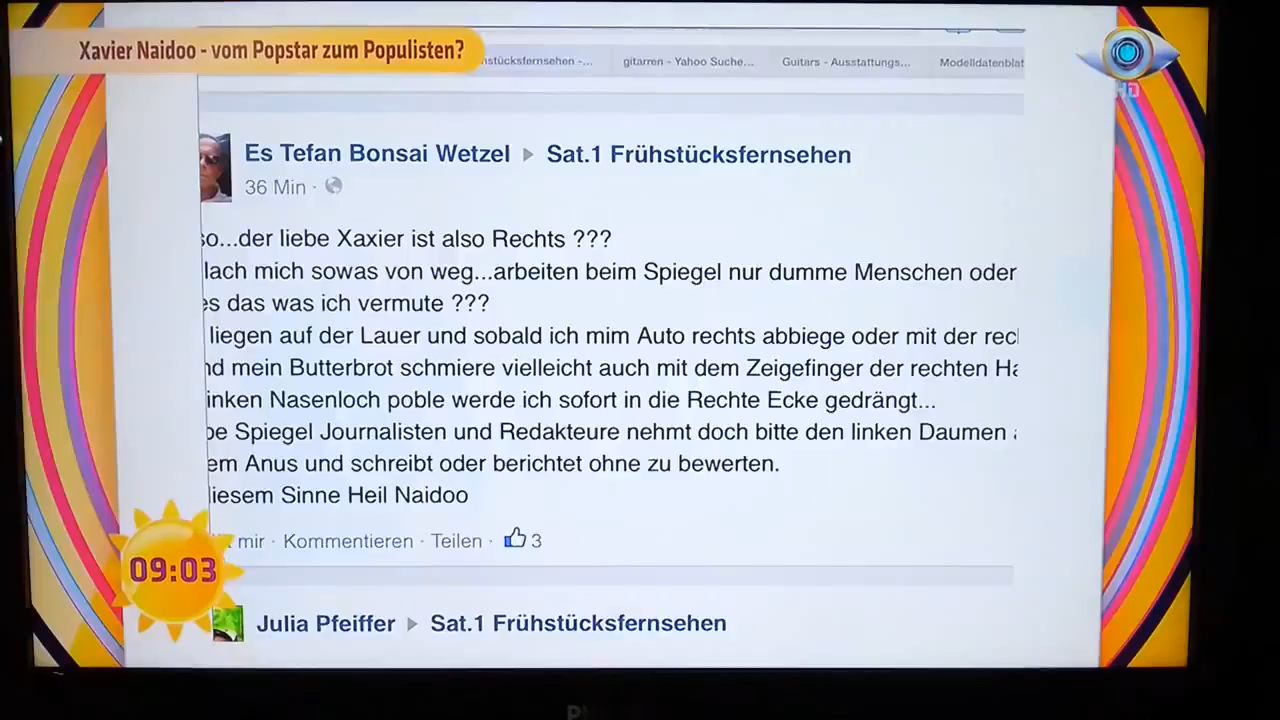 Xavier Naidoo - vom Popstar zum Populisten?
nstücksfernsehen -... gitarren - Yahoo Suche... Guitars - Ausstattungs... Modelldatenblat
HD
Es Tefan Bonsai Wetzel ▸ Sat.1 Frühstücksfernsehen
36 Min ·
so...der liebe Xaxier ist also Rechts ???
lach mich sowas von weg...arbeiten beim Spiegel nur dumme Menschen oder
es das was ich vermute ???
liegen auf der Lauer und sobald ich mim Auto rechts abbiege oder mit der rec
nd mein Butterbrot schmiere vielleicht auch mit dem Zeigefinger der rechten Ha
inken Nasenloch poble werde ich sofort in die Rechte Ecke gedrängt...
be Spiegel Journalisten und Redakteure nehmt doch bitte den linken Daumen
em Anus und schreibt oder berichtet ohne zu bewerten.
liesem Sinne Heil Naidoo
mir · Kommentieren · Teilen · 3
09:03
Julia Pfeiffer ▸ Sat.1 Frühstücksfernsehen